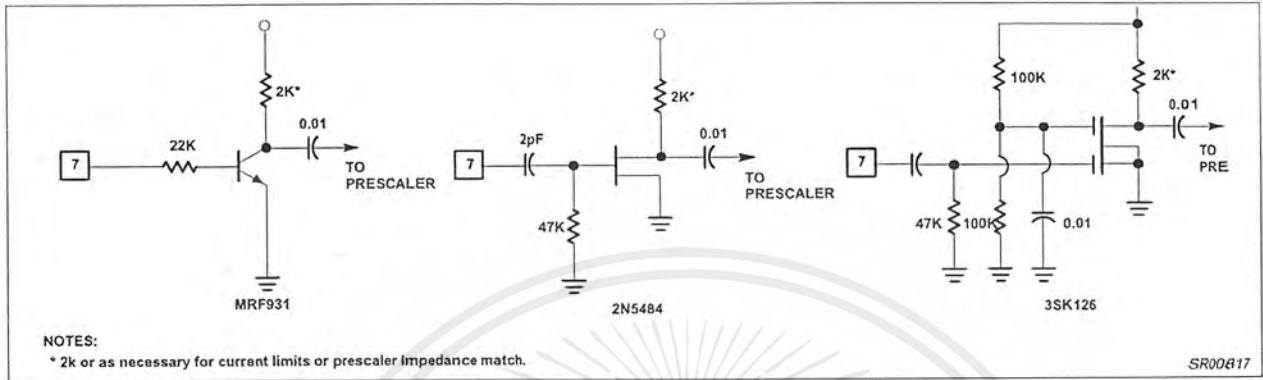 2K*
22K
0.01
7
TO
PRESCALER
MRF931
2K*
2pF
0.01
7
TO
PRESCALER
47K
2N5484
100K
2K*
0.01
7
TO
PRE
47K
100K
0.01
3SK126
NOTES:
* 2k or as necessary for current limits or prescaler impedance match.
SR00817